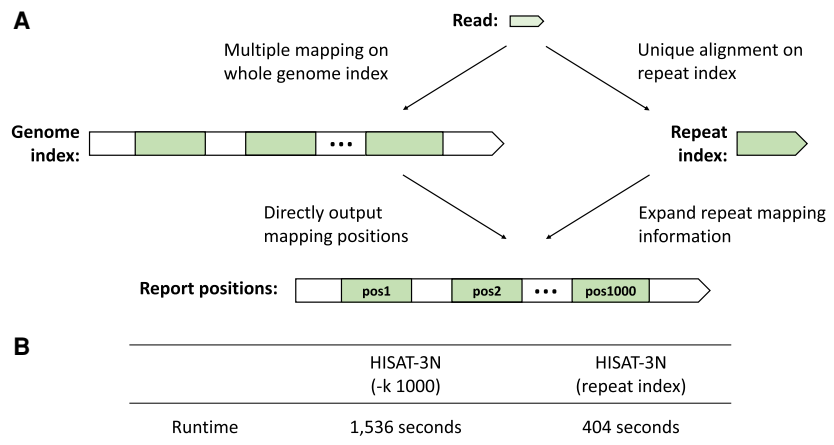 A
Read:
Multiple mapping on
whole genome index
Unique alignment on
repeat index
Genome
index:
...
Repeat
index:
Directly output
mapping positions
Expand repeat mapping
information
Report positions:
pos1
pos2
...
pos1000
B
HISAT-3N
(-k 1000)
HISAT-3N
(repeat index)
Runtime
1,536 seconds
404 seconds